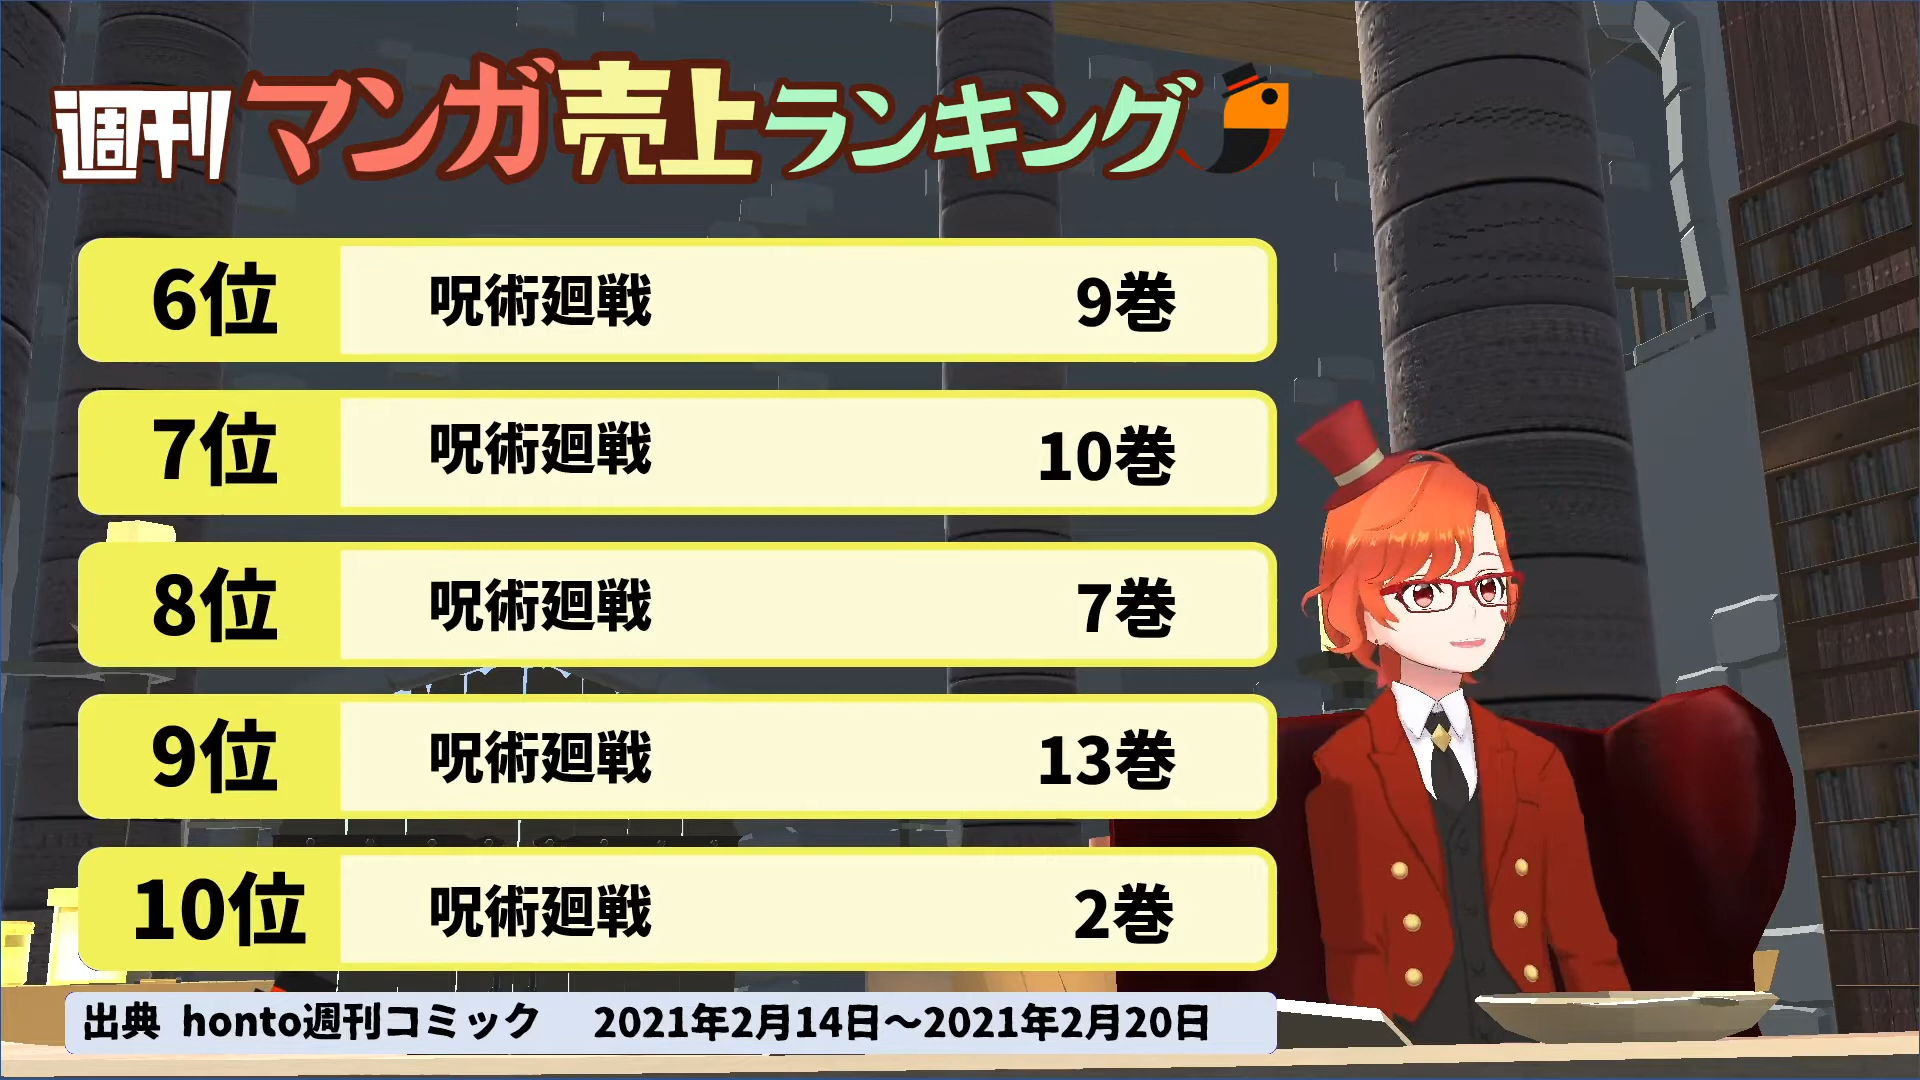 週刊マンガ売上ランキング
6位 呪術廻戦 9巻
7位 呪術廻戦 10巻
8位 呪術廻戦 7巻
9位 呪術廻戦 13巻
10位 呪術廻戦 2巻
出典 honto週刊コミック 2021年2月14日〜2021年2月20日